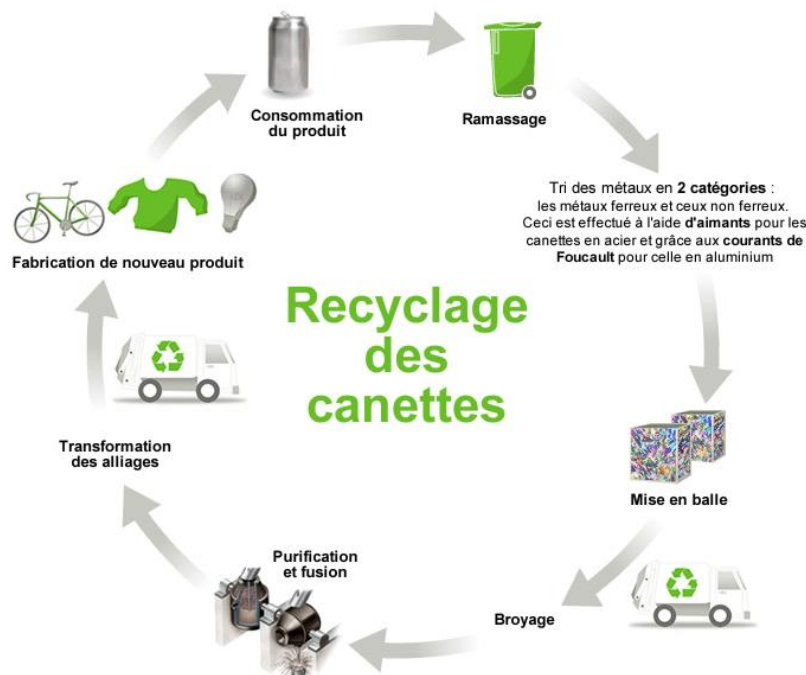 Consommation
du produit
Ramassage
Tri des métaux en 2 catégories :
les métaux ferreux et ceux non ferreux.
Ceci est effectué à l'aide d'aimants pour les
canettes en acier et grâce aux courants de
Foucault pour celle en aluminium
Mise en balle
Broyage
Purification
et fusion
Transformation
des alliages
Fabrication de nouveau produit
Recyclage
des
canettes